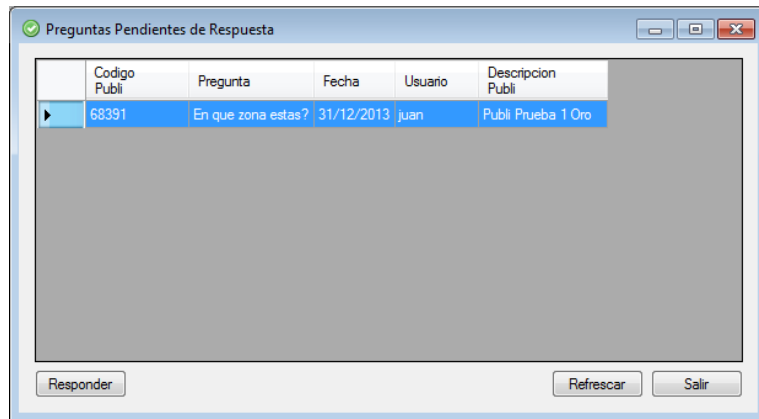 Preguntas Pendientes de Respuesta
Codigo Publi Pregunta Fecha Usuario Descripcion Publi
68391 En que zona estas? 31/12/2013 juan Publi Prueba 1 Oro
Responder Refrescar Salir